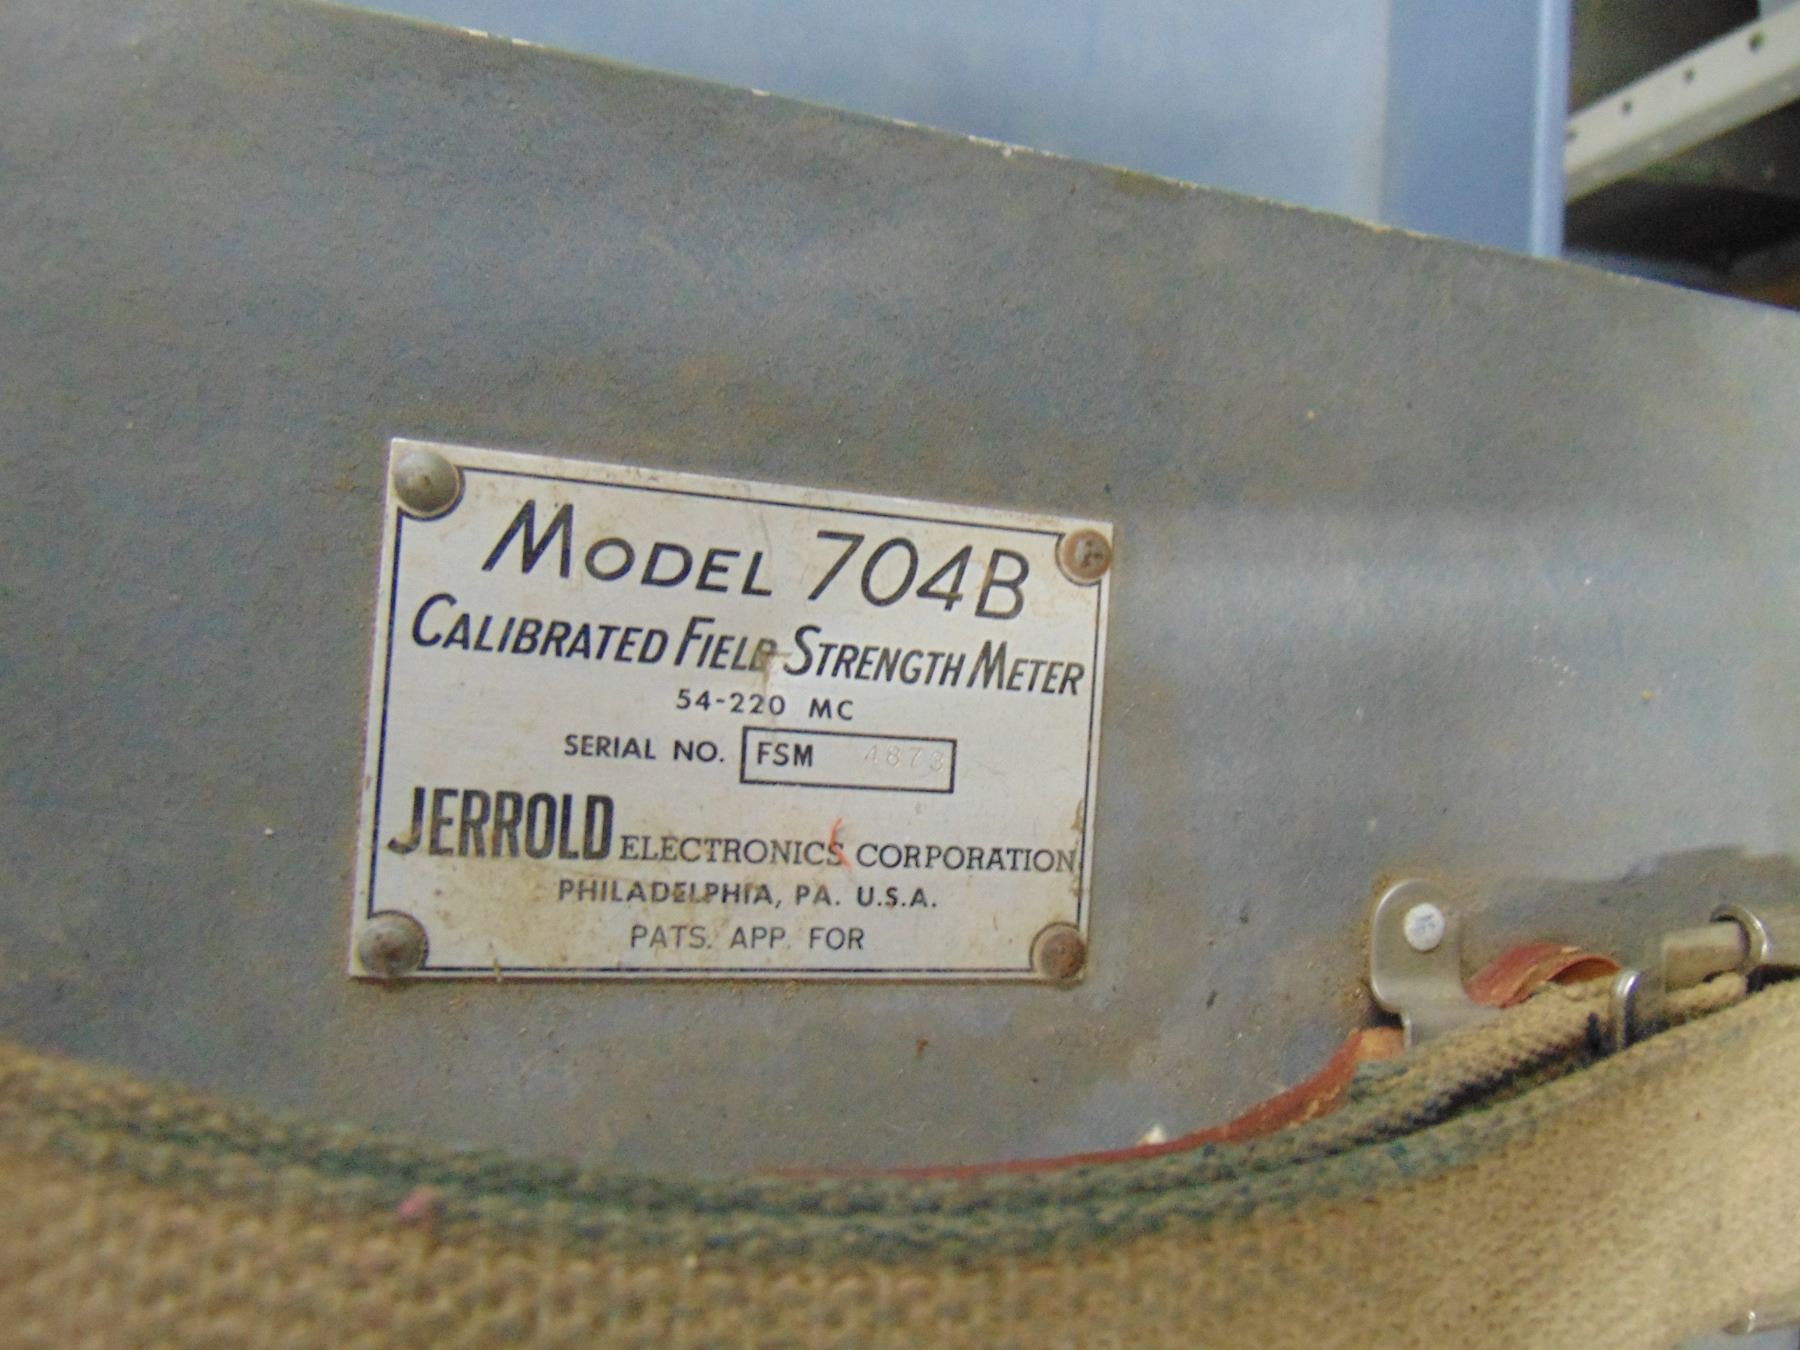 MODEL 704B
CALIBRATED FIELD STRENGTH METER
54-220 MC
SERIAL NO. FSM 4873
JERROLD ELECTRONICS CORPORATION
PHILADELPHIA, PA. U.S.A.
PATS. APP. FOR